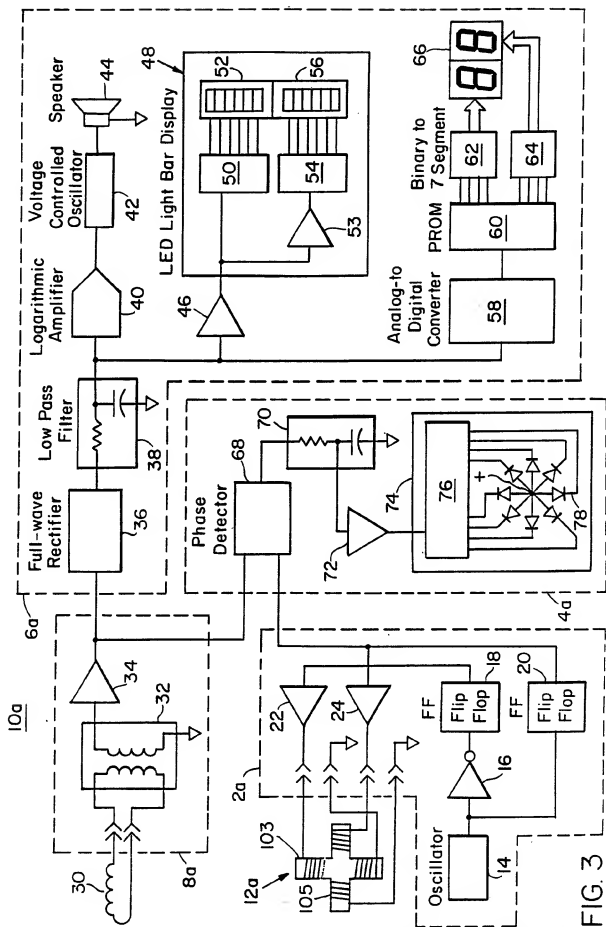 6a
Full-wave Rectifier
36
Low Pass Filter
38
Logarithmic Amplifier
40
Voltage Controlled Oscillator
42
Speaker
44
46
LED Light Bar Display
48
50
52
53
54
56
Analog-to Digital Converter
58
PROM
60
Binary to 7 Segment
62
64
66
88
10a
8a
30
32
34
Phase Detector
68
70
72
74
76
+
78
4a
2a
12a
103
105
22
24
Oscillator
14
16
FF
Flip Flop
18
FF
Flip Flop
20
FIG. 3